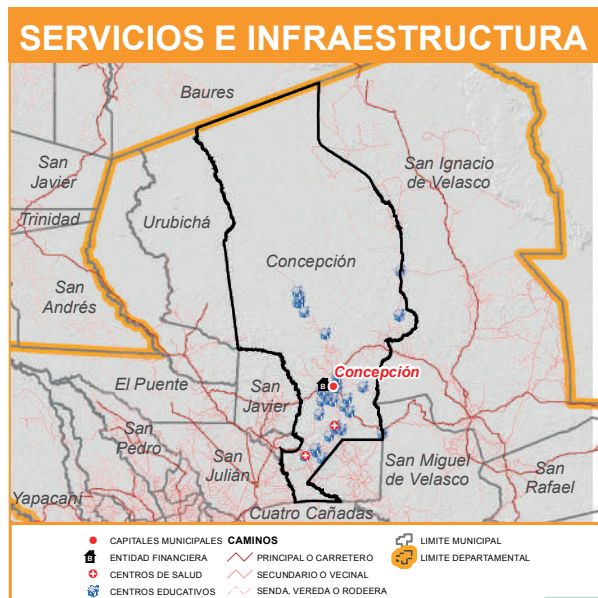 SERVICIOS E INFRAESTRUCTURA
Baures
San
Javier
San Ignacio
de Velasco
Trinidad
Urubichá
Concepción
San
Andrés
Concepción
El Puente
San
Javier
B
San
Pedro
San
Julián
San Miguel
de Velasco
San
Rafael
Yapacaní
Cuatro Cañadas
CAPITALES MUNICIPALES
ENTIDAD FINANCIERA
CENTROS DE SALUD
CENTROS EDUCATIVOS
CAMINOS
PRINCIPAL O CARRETERO
SECUNDARIO O VECINAL
SENDA, VEREDA O RODEERA
LIMITE MUNICIPAL
LIMITE DEPARTAMENTAL